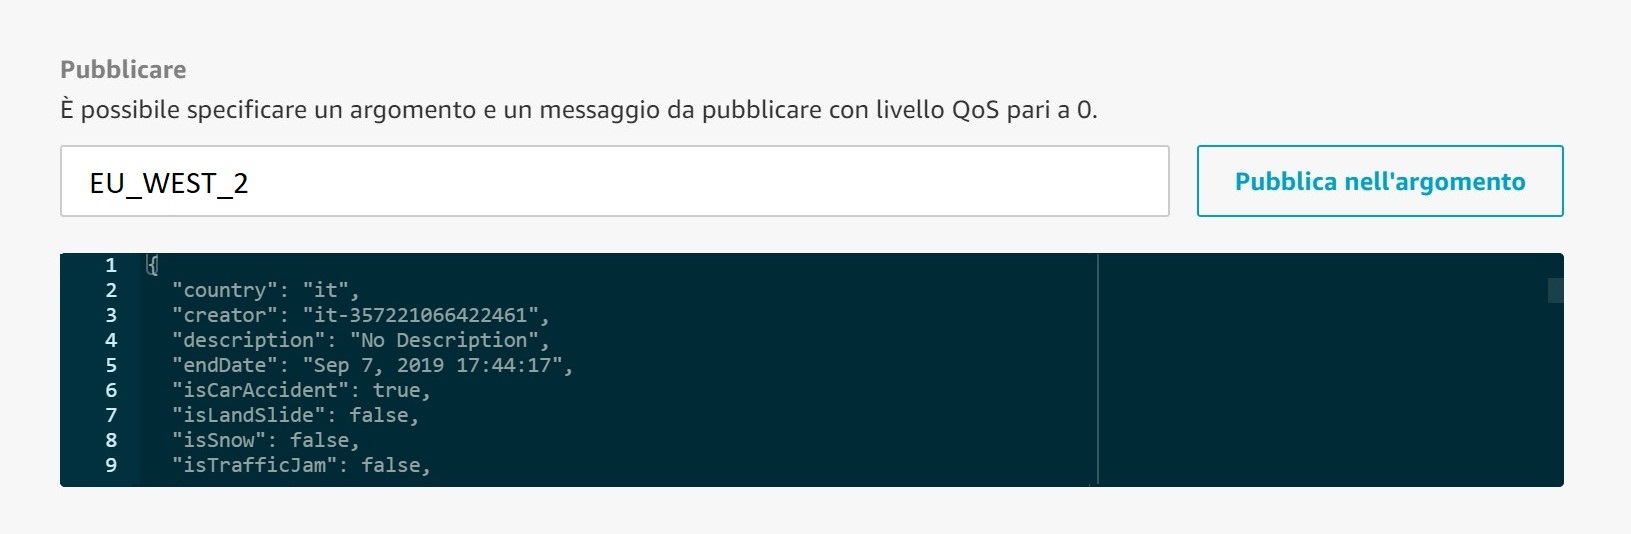 Pubblicare
È possibile specificare un argomento e un messaggio da pubblicare con livello QoS pari a 0.
EU_WEST_2
Pubblica nell'argomento
1 {
2 "country": "it",
3 "creator": "it-357221066422461",
4 "description": "No Description",
5 "endDate": "Sep 7, 2019 17:44:17",
6 "isCarAccident": true,
7 "isLandSlide": false,
8 "isSnow": false,
9 "isTrafficJam": false,